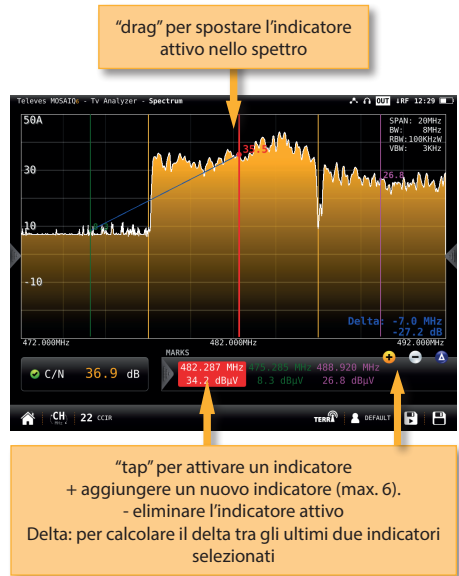 “drag” per spostare l’indicatore
attivo nello spettro
Televes MOSAIQ6 - Tv Analyzer - Spectrum
OUT ↓RF 12:29
50A
SPAN: 20MHz
BW: 8MHz
RBW:100KHzW
VBW: 3KHz
35.5
30
26.8
10
-10
Delta: -7.0 MHz
-27.2 dB
472.000MHz 482.000MHz 492.000MHz
MARKS
+ - Δ
C/N 36.9 dB
482.287 MHz 475.285 MHz 488.920 MHz
34.2 dBµV 8.3 dBµV 26.8 dBµV
CH 22 CCIR
TERR DEFAULT
“tap” per attivare un indicatore
+ aggiungere un nuovo indicatore (max. 6).
- eliminare l’indicatore attivo
Delta: per calcolare il delta tra gli ultimi due indicatori
selezionati